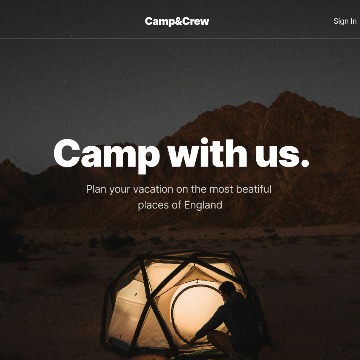 Camp&Crew
Sign In
Camp with us.
Plan your vacation on the most beatiful
places of England